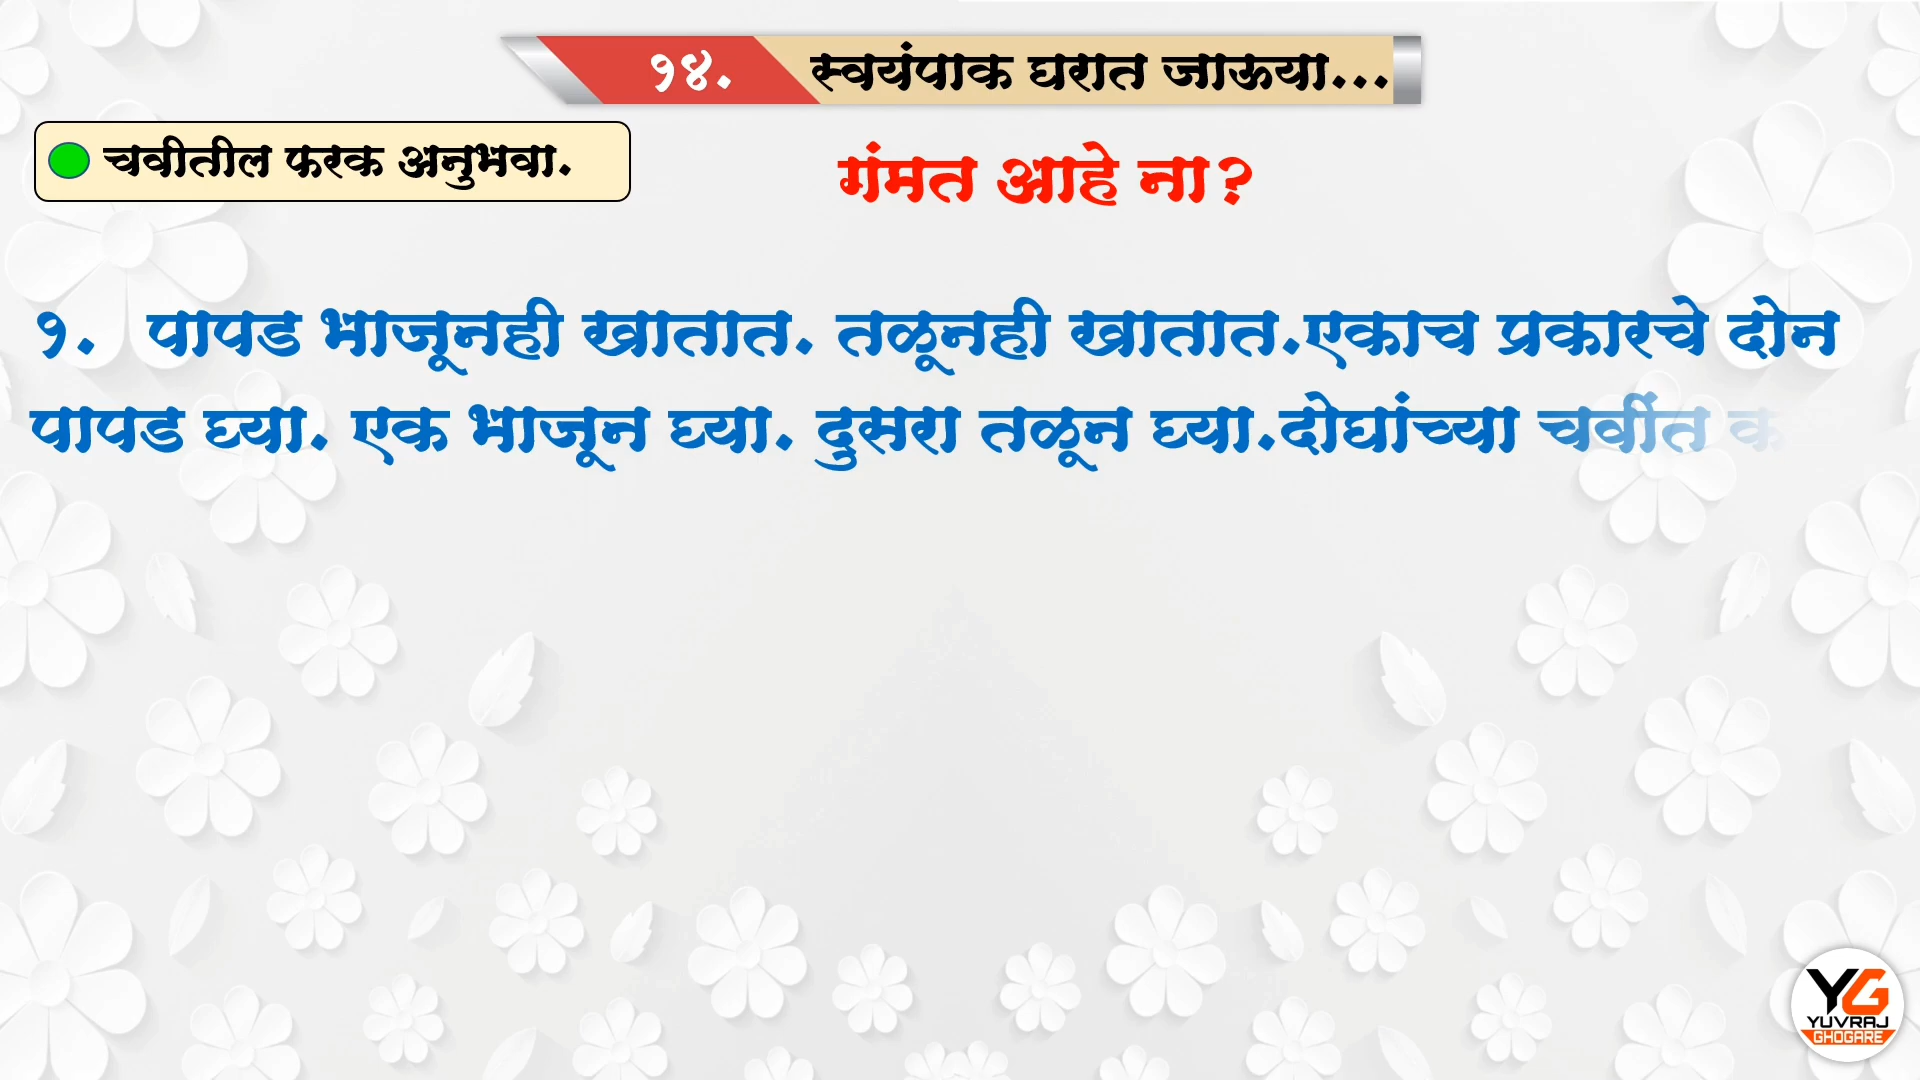 १४. स्वयंपाक घरात जाऊया...
चवीतील फरक अनुभवा.
गंमत आहे ना?
१. पापड भाजूनही खातात. तळूनही खातात.एकाच प्रकारचे दोन
पापड घ्या. एक भाजून घ्या. दुसरा तळून घ्या.दोघांच्या चवींत
YG
YUVRAJ
GHOGARE